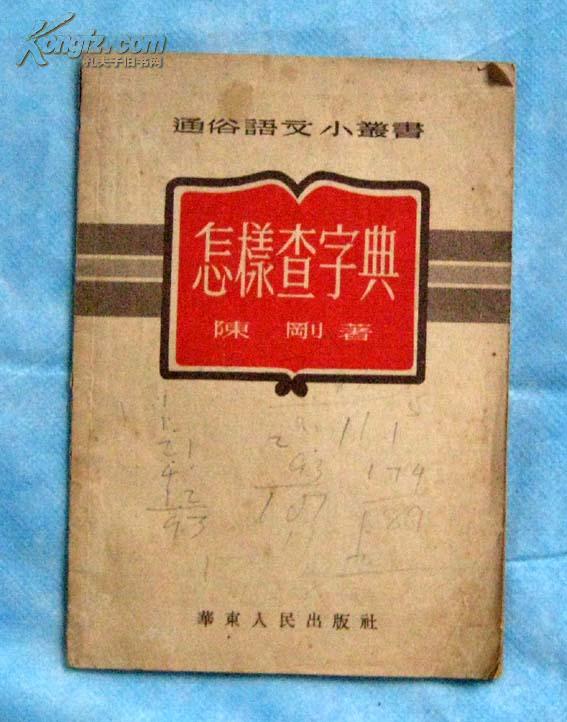 Kongfz.com
孔夫子旧书网
通俗語文小叢書
怎樣查字典
陳剛著
華東人民出版社